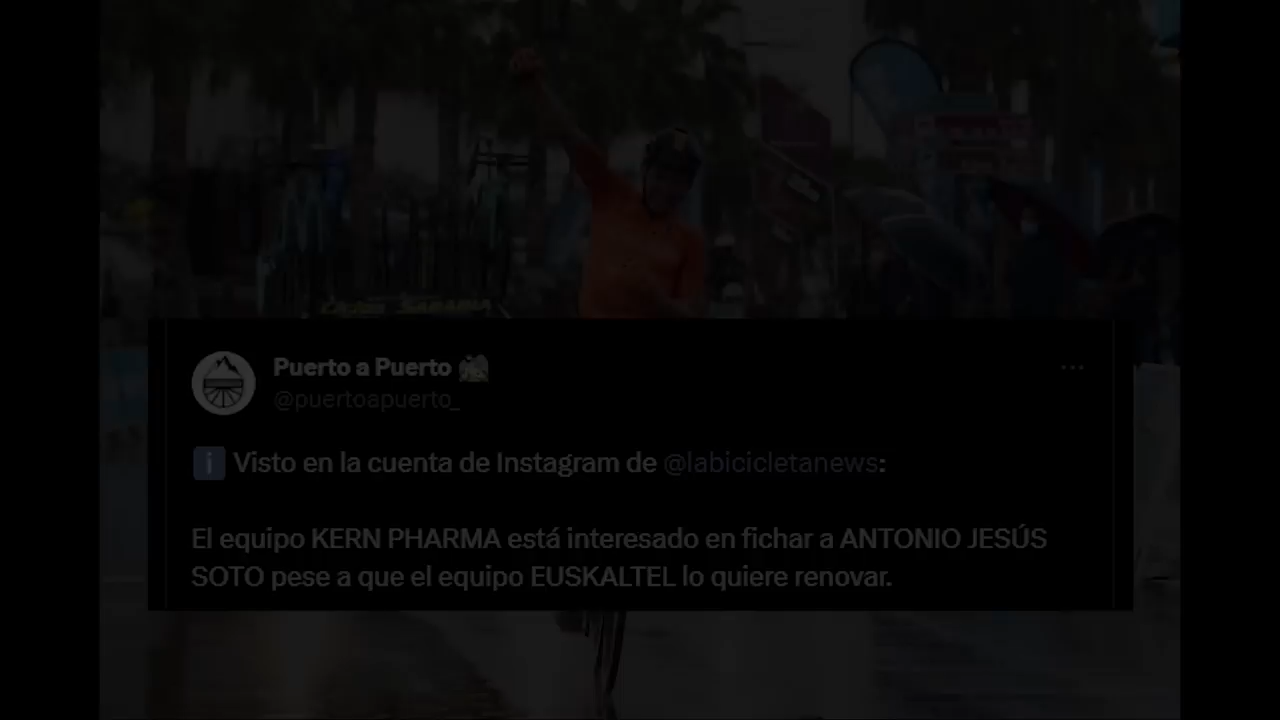 Puerto a Puerto
@puertoapuerto_
Visto en la cuenta de Instagram de @labicicletanews:
El equipo KERN PHARMA está interesado en fichar a ANTONIO JESÚS
SOTO pese a que el equipo EUSKALTEL lo quiere renovar.